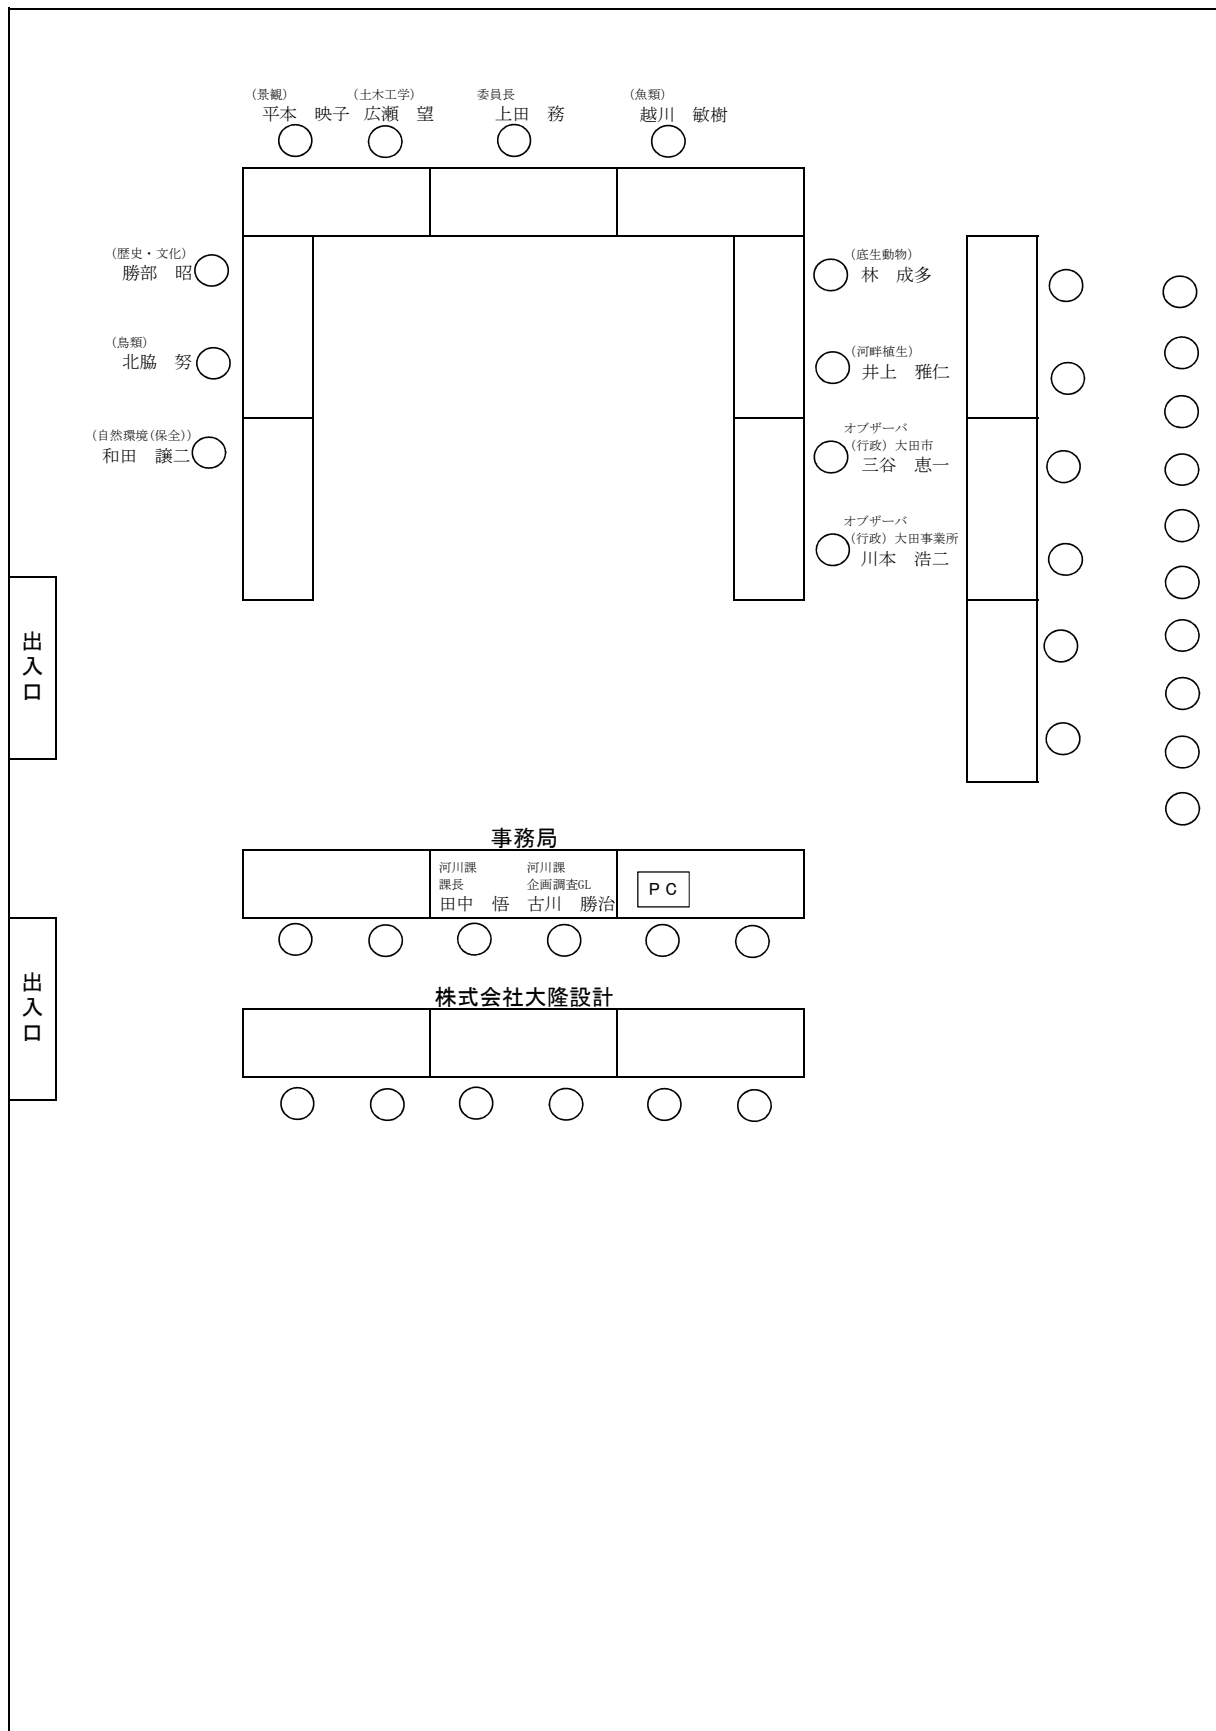 (景観)
平本　映子
(土木工学)
広瀬　望
委員長
上田　務
(魚類)
越川　敏樹
(歴史・文化)
勝部　昭
(鳥類)
北脇　努
(自然環境(保全))
和田　譲二
(底生動物)
林　成多
(河畔植生)
井上　雅仁
オブザーバ
(行政) 大田市
三谷　恵一
オブザーバ
(行政) 大田事業所
川本　浩二
出入口
事務局
河川課
課長
田中　悟
河川課
企画調査GL
古川　勝治
ＰＣ
出入口
株式会社大隆設計